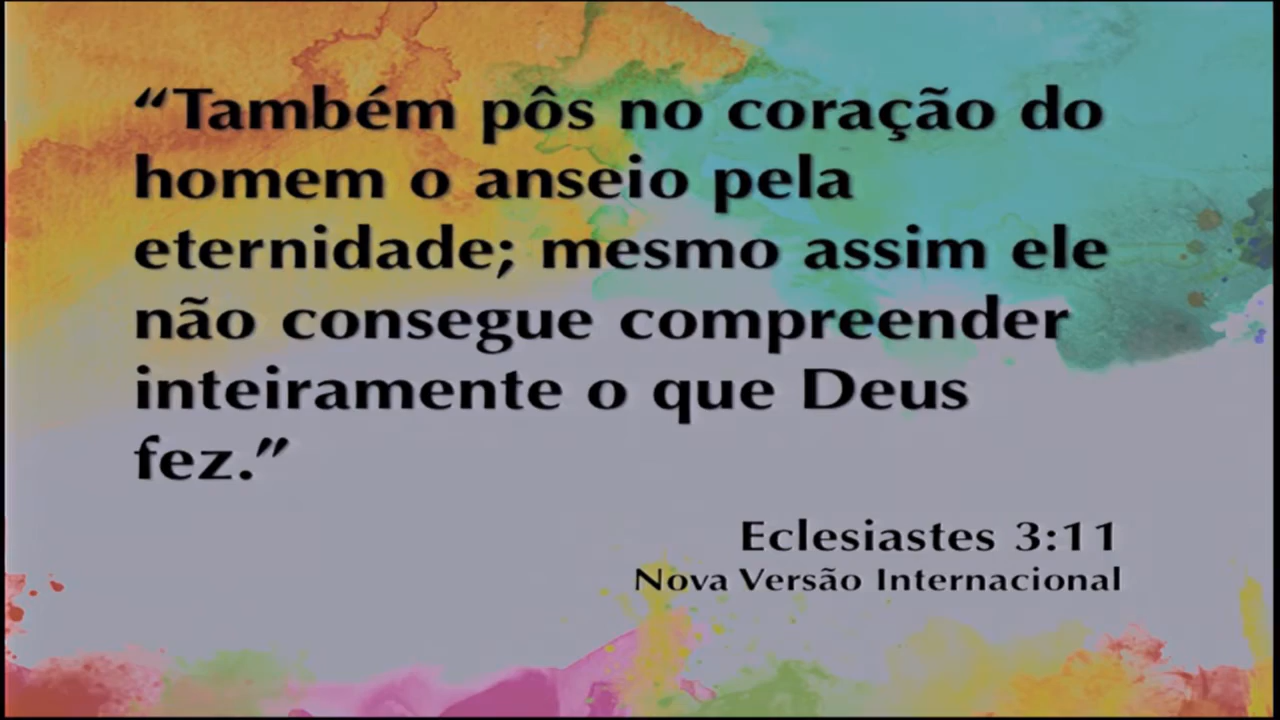 “Também pôs no coração do
homem o anseio pela
eternidade; mesmo assim ele
não consegue compreender
inteiramente o que Deus
fez.”
Eclesiastes 3:11
Nova Versão Internacional